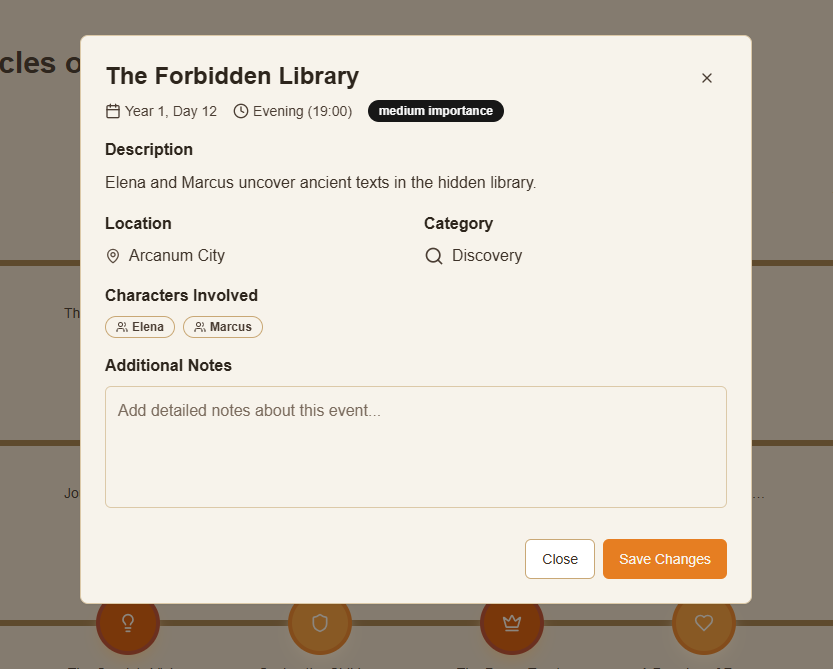 cles o
The Forbidden Library
Year 1, Day 12 Evening (19:00) medium importance
Description
Elena and Marcus uncover ancient texts in the hidden library.
Location Category
Arcanum City Discovery
Th
Characters Involved
Elena Marcus
Additional Notes
Add detailed notes about this event...
Jo ...
Close Save Changes